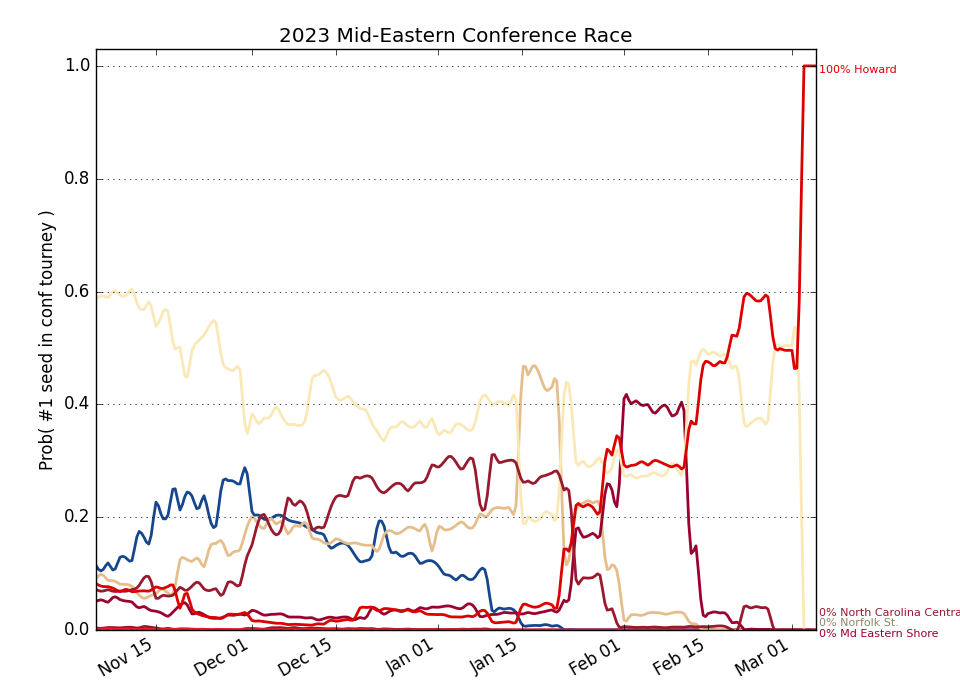 2023 Mid-Eastern Conference Race
Prob( #1 seed in conf tourney )
1.0
0.8
0.6
0.4
0.2
0.0
100% Howard
0% North Carolina Centra
0% Norfolk St.
0% Md Eastern Shore
Nov 15
Dec 01
Dec 15
Jan 01
Jan 15
Feb 01
Feb 15
Mar 01